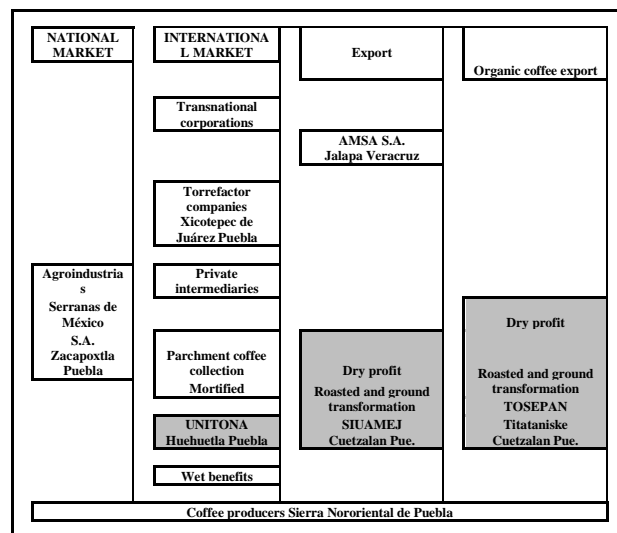 NATIONAL
MARKET
INTERNATIONA
L MARKET
Export
Organic coffee export
Transnational
corporations
AMSA S.A.
Jalapa Veracruz
Torrefactor
companies
Xicotepec de
Juárez Puebla
Agroindustria
s
Serranas de
México
S.A.
Zacapoxtla
Puebla
Private
intermediaries
Parchment coffee
collection
Mortified
Dry profit
Roasted and ground
transformation
SIUAMEJ
Cuetzalan Pue.
Dry profit
Roasted and ground
transformation
TOSEPAN
Titataniske
Cuetzalan Pue.
UNITONA
Huehuetla Puebla
Wet benefits
Coffee producers Sierra Nororiental de Puebla